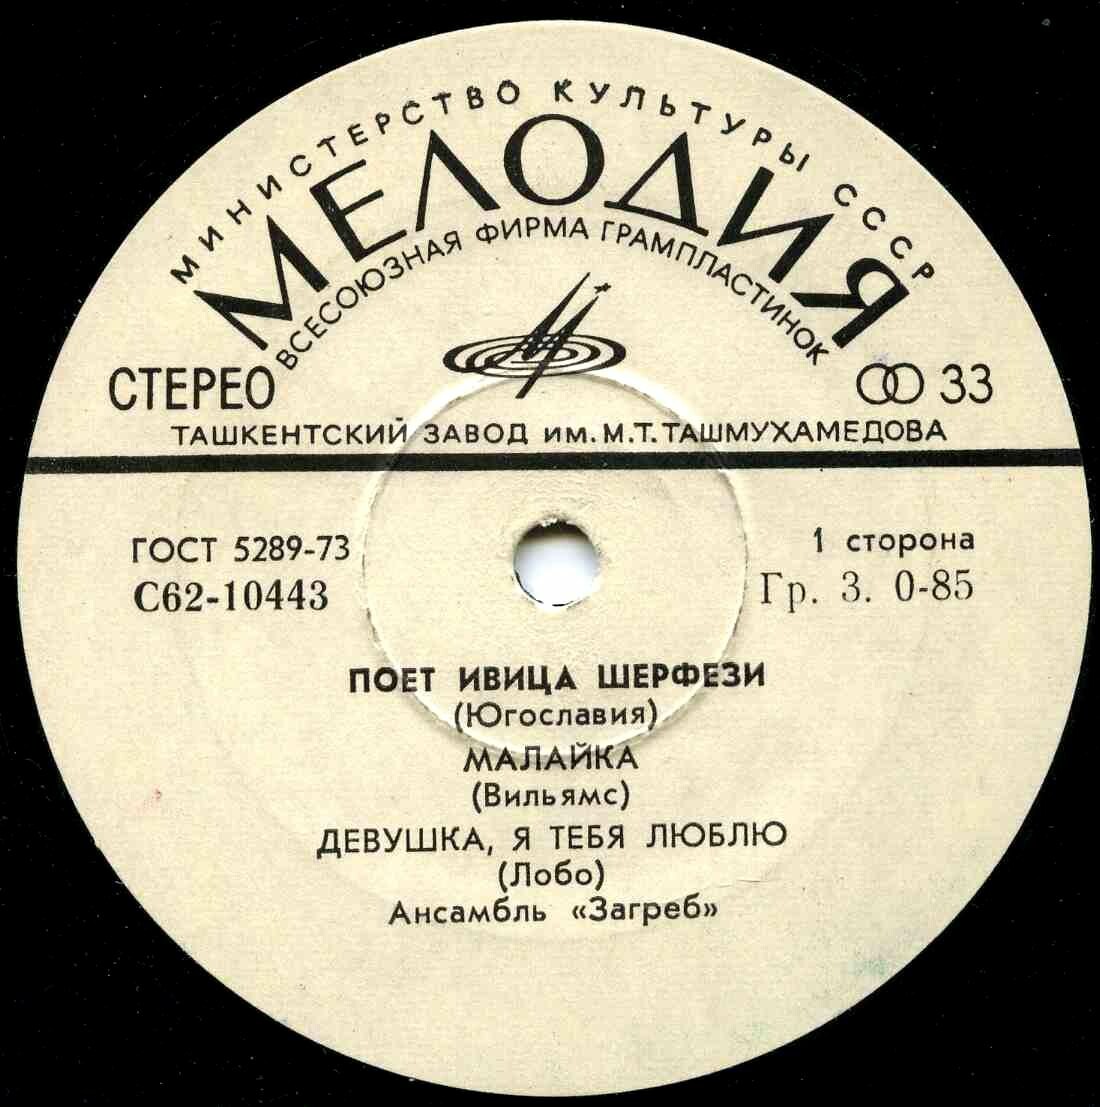 МИНИСТЕРСТВО КУЛЬТУРЫ СССР
МЕЛОДИЯ
ВСЕСОЮЗНАЯ ФИРМА ГРАМПЛАСТИНОК
СТЕРЕО
33
ТАШКЕНТСКИЙ ЗАВОД им. М.Т. ТАШМУХАМЕДОВА
ГОСТ 5289-73
1 сторона
С62-10443
Гр. 3. 0-85
ПОЕТ ИВИЦА ШЕРФЕЗИ
(Югославия)
МАЛАЙКА
(Вильямс)
ДЕВУШКА, Я ТЕБЯ ЛЮБЛЮ
(Лобо)
Ансамбль «Загреб»